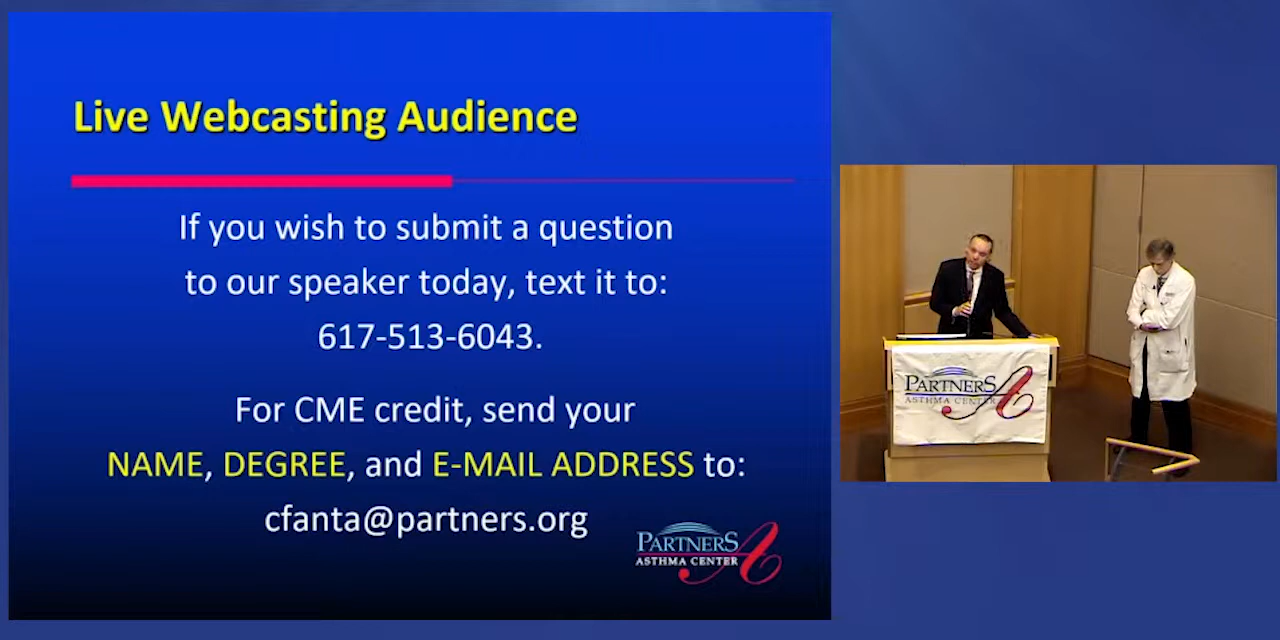 Live Webcasting Audience
If you wish to submit a question
to our speaker today, text it to:
617-513-6043.
For CME credit, send your
NAME, DEGREE, and E-MAIL ADDRESS to:
cfanta@partners.org
PARTNERS
ASTHMA CENTER
PARTNERS
ASTHMA CENTER